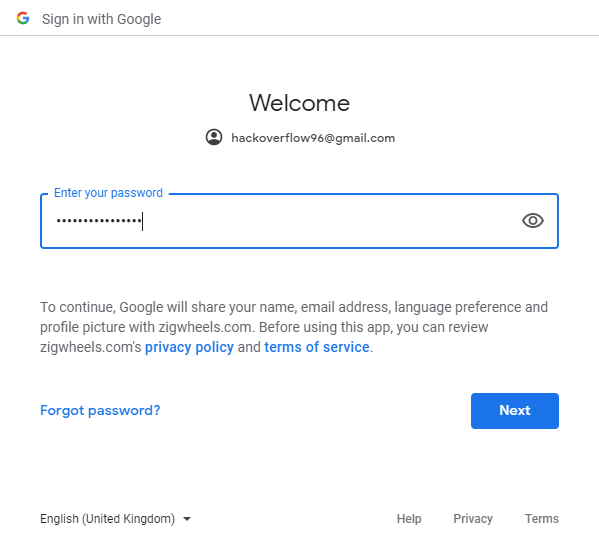 Sign in with Google
Welcome
hackoverflow96@gmail.com
Enter your password
••••••••••••••••
To continue, Google will share your name, email address, language preference and
profile picture with zigwheels.com. Before using this app, you can review
zigwheels.com's privacy policy and terms of service.
Forgot password? Next
English (United Kingdom) Help Privacy Terms